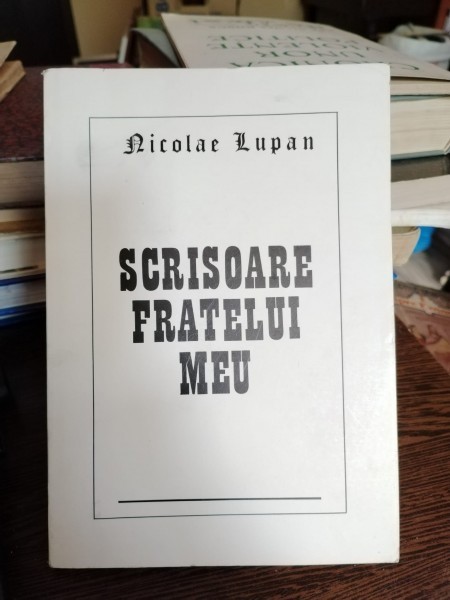 Nicolae Lupan
SCRISOARE
FRATELUI
MEU